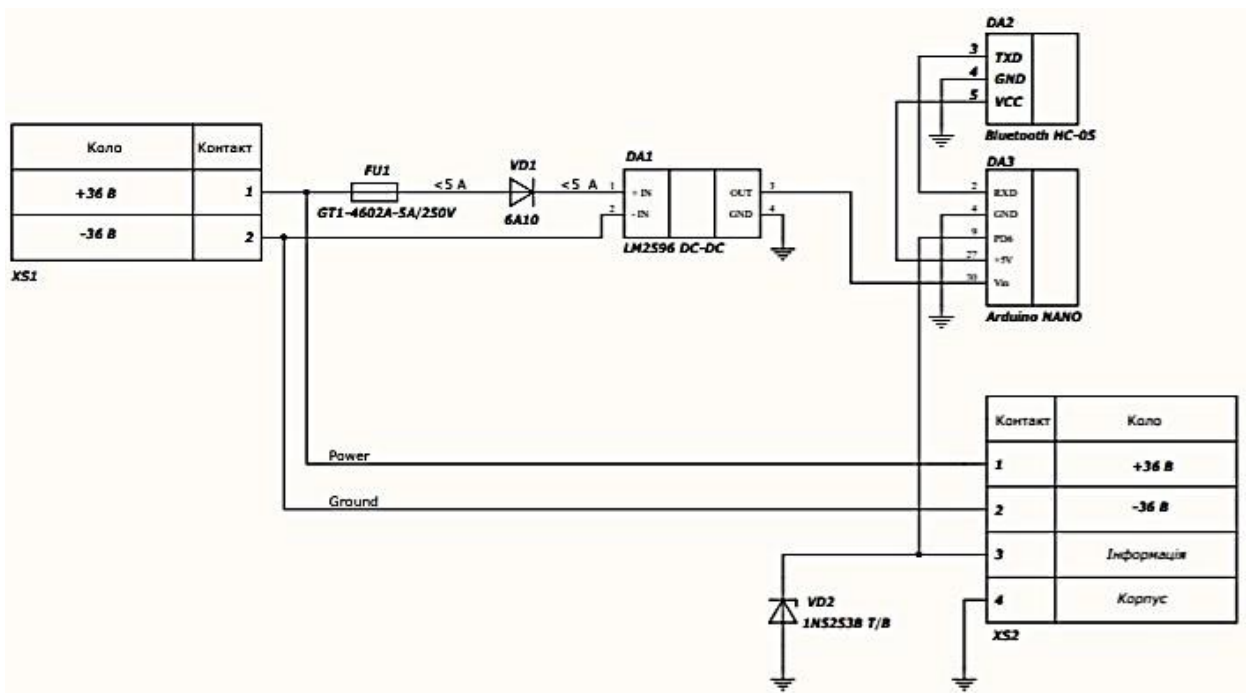 DA2
3 TXD
4 GND
5 VCC
Bluetooth HC-05
Коло Контакт
+36 В 1
-36 В 2
XS1
FU1
<5 A
GT1-4602A-5A/250V
VD1
<5 A
6A10
DA1
1 + IN OUT 3
2 - IN GND 4
LM2596 DC-DC
DA3
2 RXD
4 GND
9 PD6
27 +5V
30 Vin
Arduino NANO
Power
Ground
Контакт Коло
1 +36 В
2 -36 В
3 Інформація
4 Корпус
XS2
VD2
1N5253B T/B